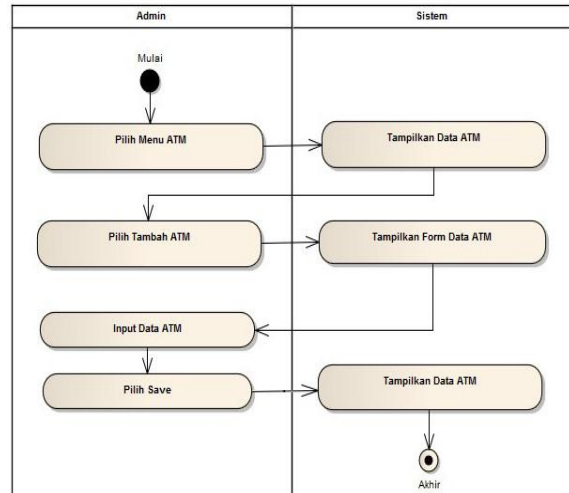 Admin
Sistem
Mulai
Pilih Menu ATM
Tampilkan Data ATM
Pilih Tambah ATM
Tampilkan Form Data ATM
Input Data ATM
Pilih Save
Tampilkan Data ATM
Akhir